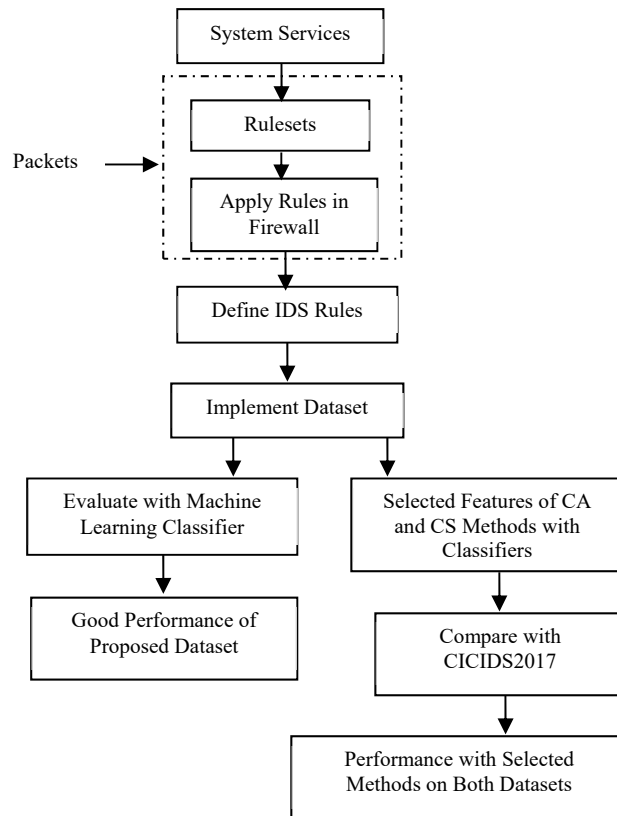 System Services
Rulesets
Packets
Apply Rules in
Firewall
Define IDS Rules
Implement Dataset
Evaluate with Machine
Learning Classifier
Selected Features of CA
and CS Methods with
Classifiers
Good Performance of
Proposed Dataset
Compare with
CICIDS2017
Performance with Selected
Methods on Both Datasets